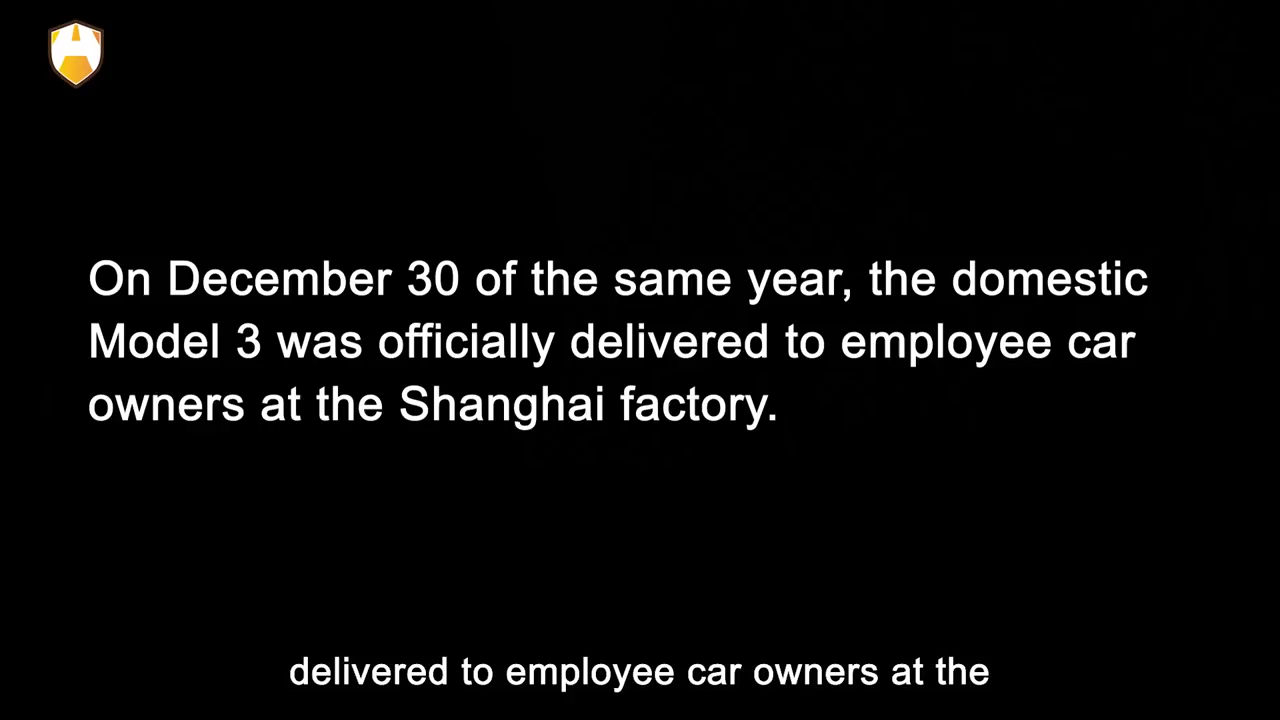 On December 30 of the same year, the domestic
Model 3 was officially delivered to employee car
owners at the Shanghai factory.
delivered to employee car owners at the